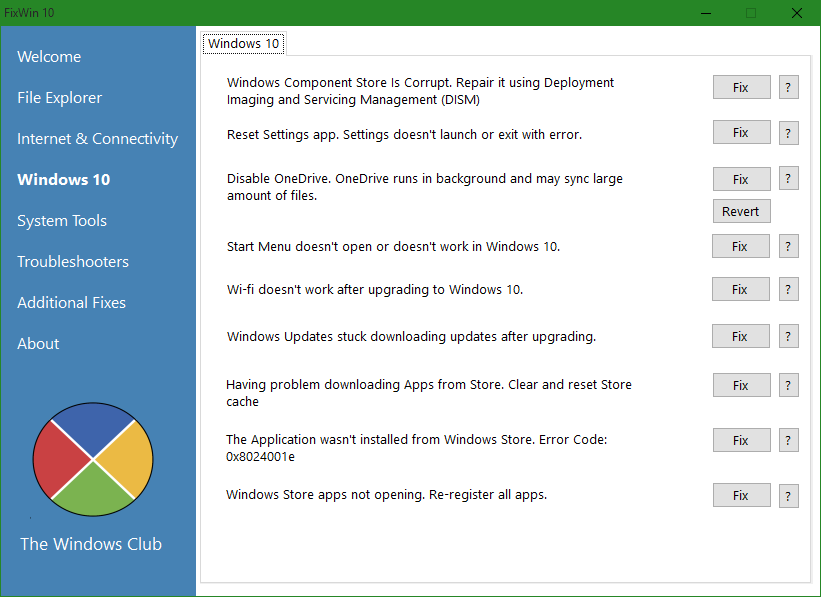 FixWin 10
Welcome
File Explorer
Internet & Connectivity
Windows 10
System Tools
Troubleshooters
Additional Fixes
About
The Windows Club
Windows 10
Windows Component Store Is Corrupt. Repair it using Deployment
Imaging and Servicing Management (DISM)
Fix ?
Reset Settings app. Settings doesn't launch or exit with error.
Fix ?
Disable OneDrive. OneDrive runs in background and may sync large
amount of files.
Fix ?
Revert
Start Menu doesn't open or doesn't work in Windows 10.
Fix ?
Wi-fi doesn't work after upgrading to Windows 10.
Fix ?
Windows Updates stuck downloading updates after upgrading.
Fix ?
Having problem downloading Apps from Store. Clear and reset Store
cache
Fix ?
The Application wasn't installed from Windows Store. Error Code:
0x8024001e
Fix ?
Windows Store apps not opening. Re-register all apps.
Fix ?